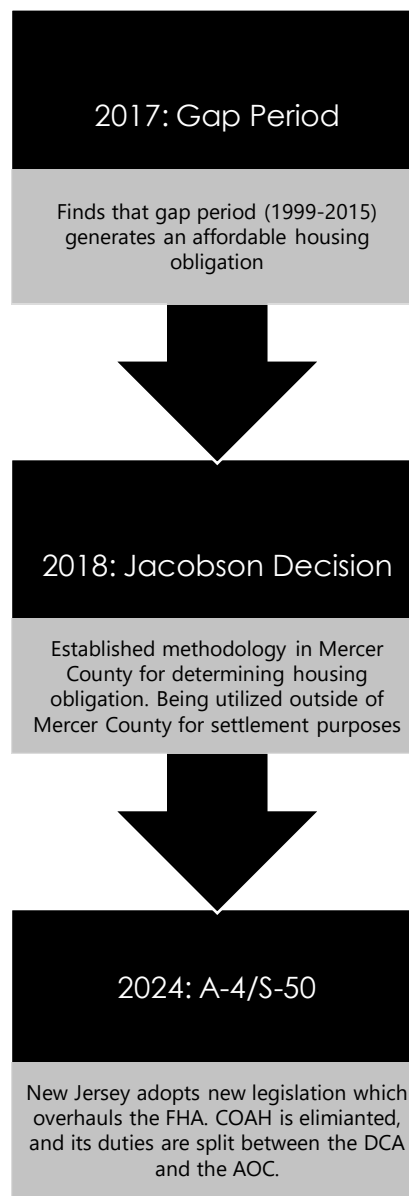 2017: Gap Period
Finds that gap period (1999-2015)
generates an affordable housing
obligation
2018: Jacobson Decision
Established methodology in Mercer
County for determining housing
obligation. Being utilized outside of
Mercer County for settlement purposes
2024: A-4/S-50
New Jersey adopts new legislation which
overhauls the FHA. COAH is elimianted,
and its duties are split between the DCA
and the AOC.